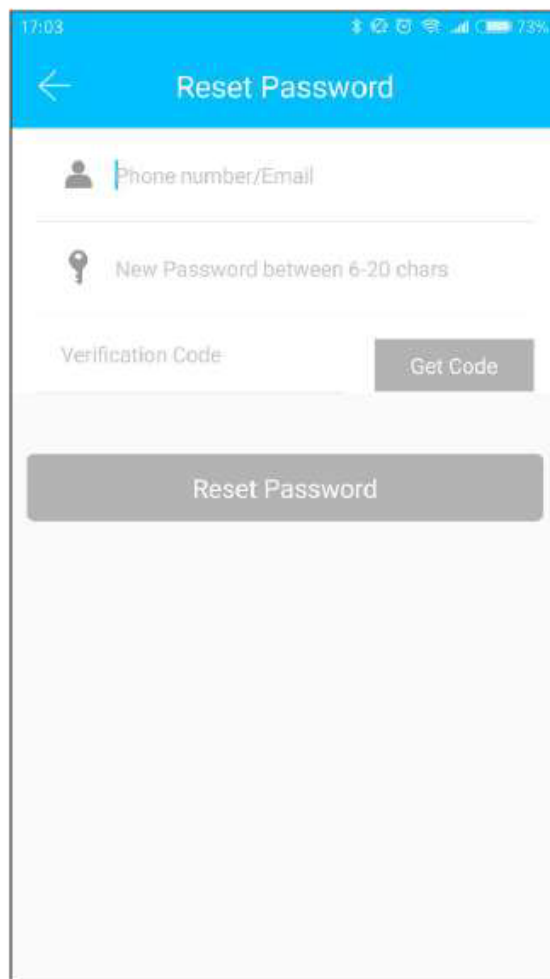 17:03 73%
Reset Password
Phone number/Email
New Password between 6-20 chars
Verification Code
Get Code
Reset Password